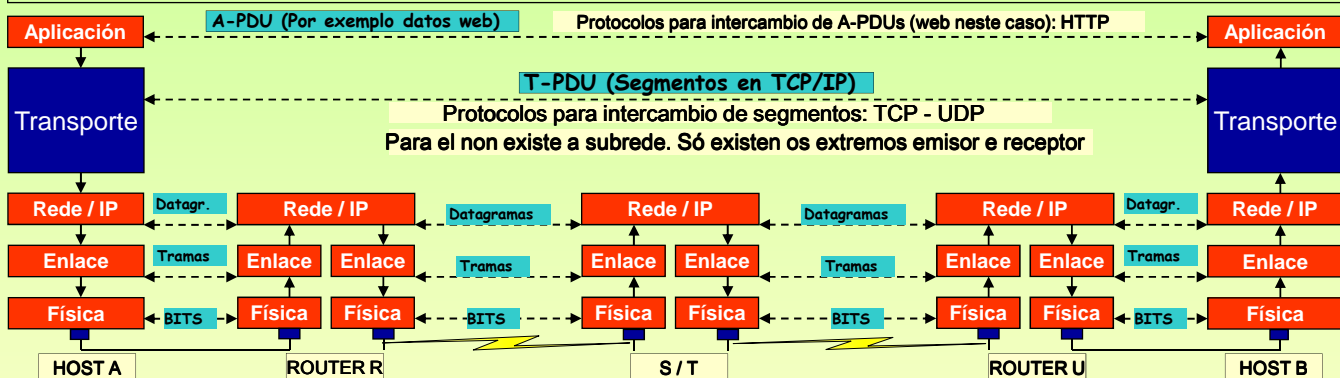 A-PDU (Por exemplo datos web) Protocolos para intercambio de A-PDUs (web neste caso): HTTP
Aplicación Aplicación
T-PDU (Segmentos en TCP/IP)
Transporte Protocolos para intercambio de segmentos: TCP - UDP Transporte
Para el non existe a subrede. Só existen os extremos emisor e receptor
Rede / IP Datagr. Rede / IP Datagramas Rede / IP Datagramas Rede / IP Datagr. Rede / IP
Enlace Tramas Enlace Enlace Tramas Enlace Enlace Tramas Enlace Enlace Tramas Enlace
Física BITS Física Física BITS Física Física BITS Física Física BITS Física
HOST A ROUTER R S / T ROUTER U HOST B